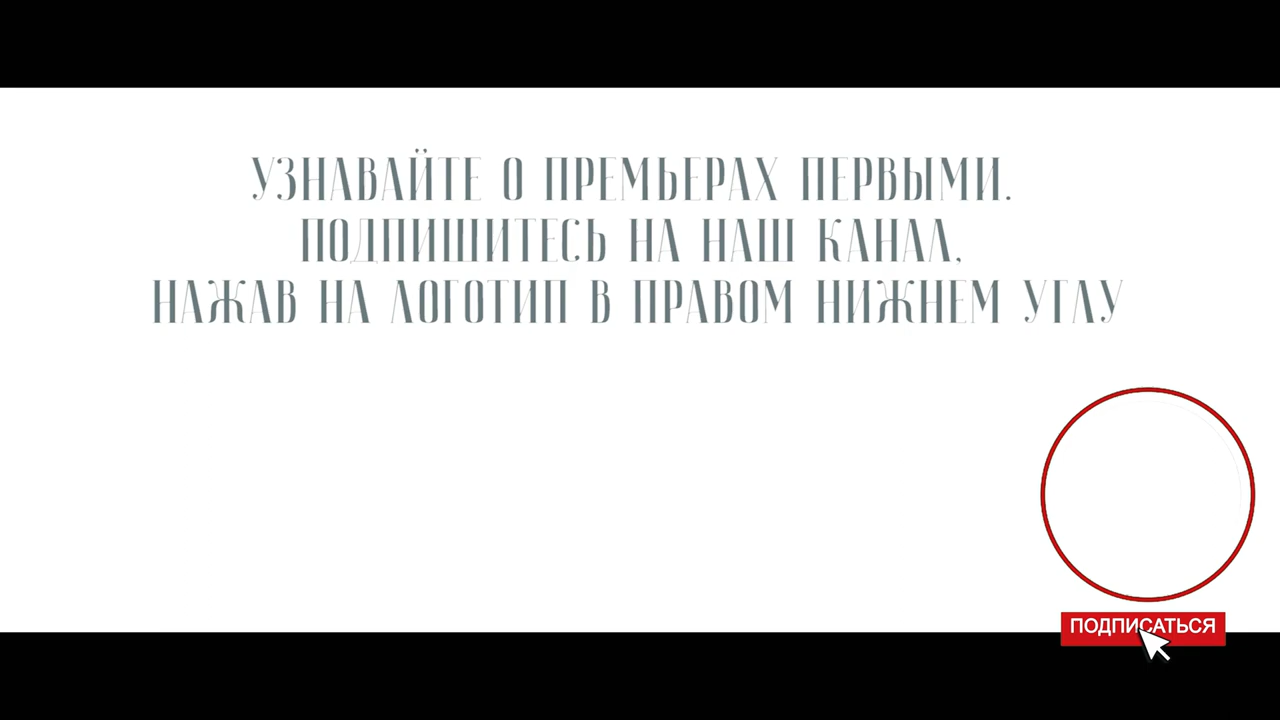 УЗНАВАЙТЕ О ПРЕМЬЕРАХ ПЕРВЫМИ.
ПОДПИШИТЕСЬ НА НАШ КАНАЛ,
НАЖАВ НА ЛОГОТИП В ПРАВОМ НИЖНЕМ УГЛУ
ПОДПИСАТЬСЯ